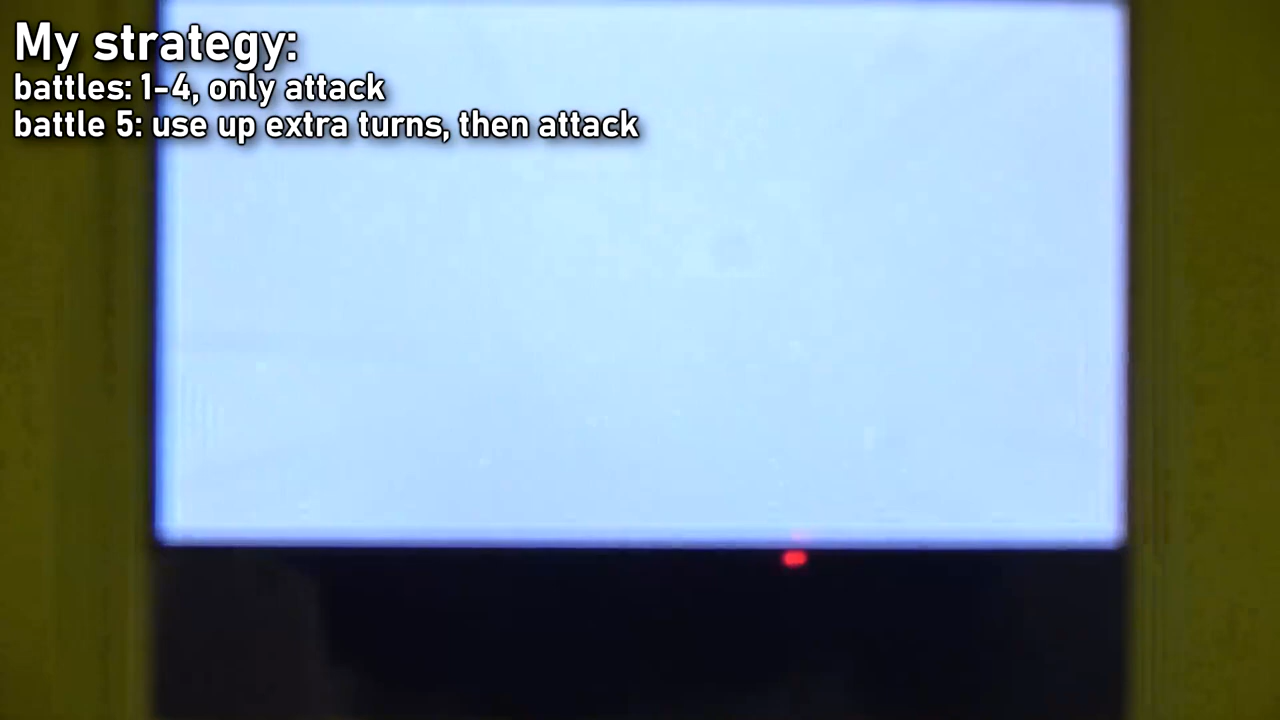 My strategy:
battles: 1-4, only attack
battle 5: use up extra turns, then attack